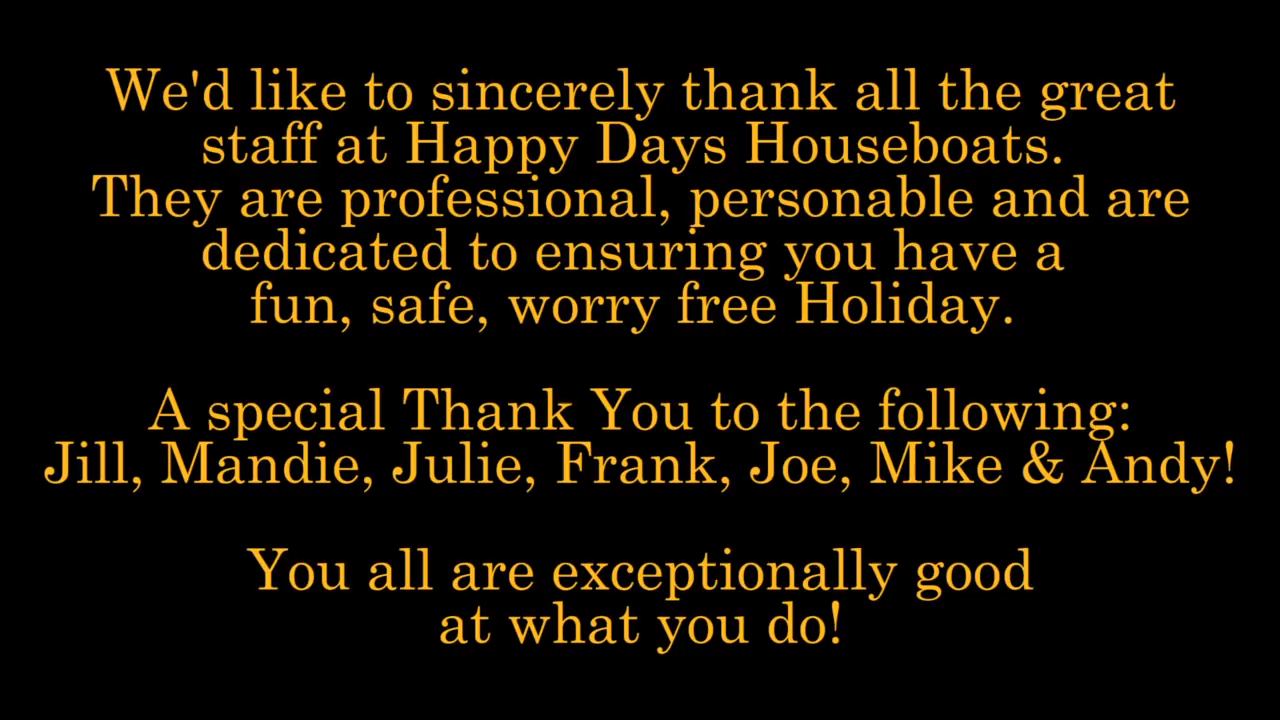 We'd like to sincerely thank all the great
staff at Happy Days Houseboats.
They are professional, personable and are
dedicated to ensuring you have a
fun, safe, worry free Holiday.
A special Thank You to the following:
Jill, Mandie, Julie, Frank, Joe, Mike & Andy!
You all are exceptionally good
at what you do!